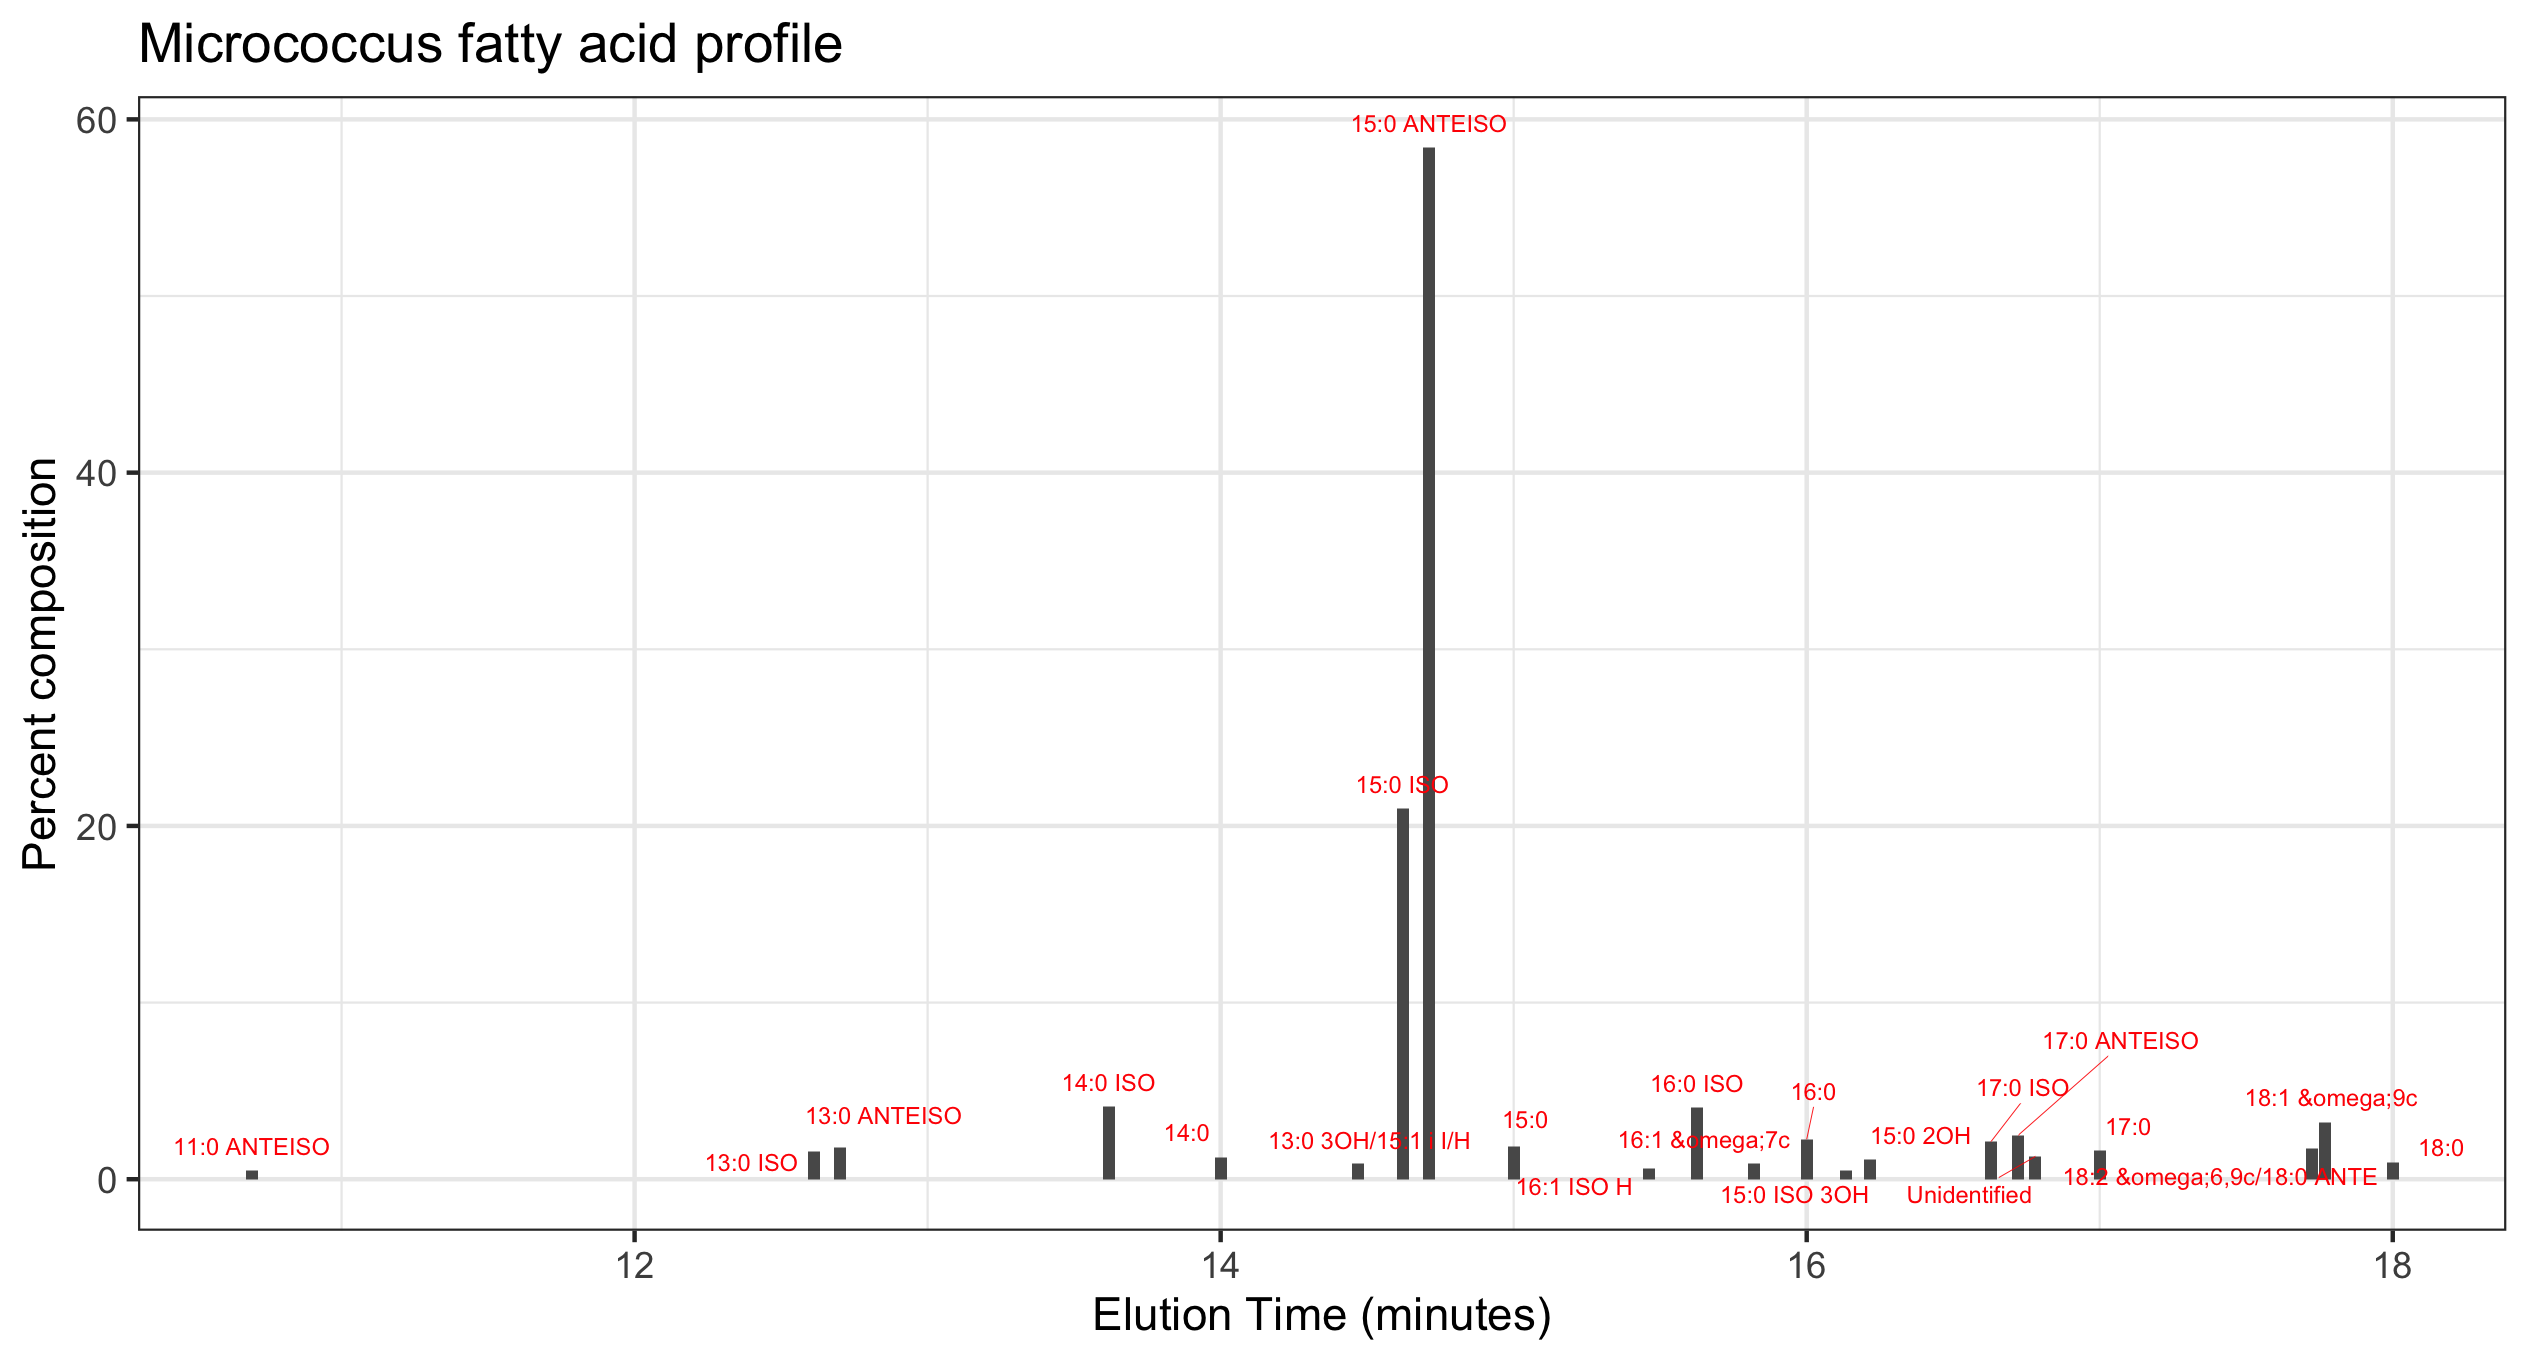 Micrococcus fatty acid profile
60
15:0 ANTEISO
40
Percent composition
20
15:0 ISO
17:0 ANTEISO
14:0 ISO
16:0 ISO
16:0
17:0 ISO
18:1 &omega;9c
13:0 ANTEISO
15:0
17:0
14:0
13:0 3OH/15:1 i I/H
16:1 &omega;7c
15:0 2OH
11:0 ANTEISO
18:0
13:0 ISO
0
18:2 &omega;6,9c/18:0 ANTE
16:1 ISO H
15:0 ISO 3OH
Unidentified
12
14
16
18
Elution Time (minutes)